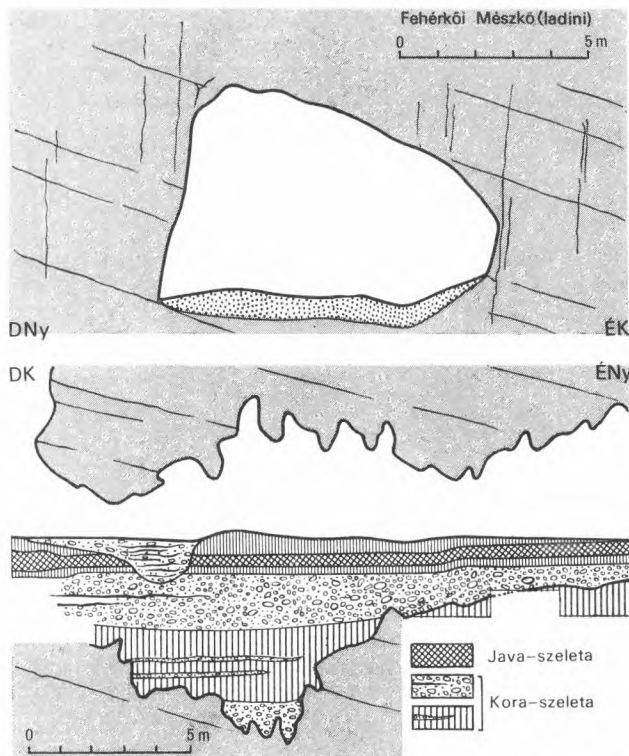 Fehérkői Mészkő (ladini)
0 5 m
DNy ÉK
DK ÉNy
Java-szeleta
Kora-szeleta
0 5 m